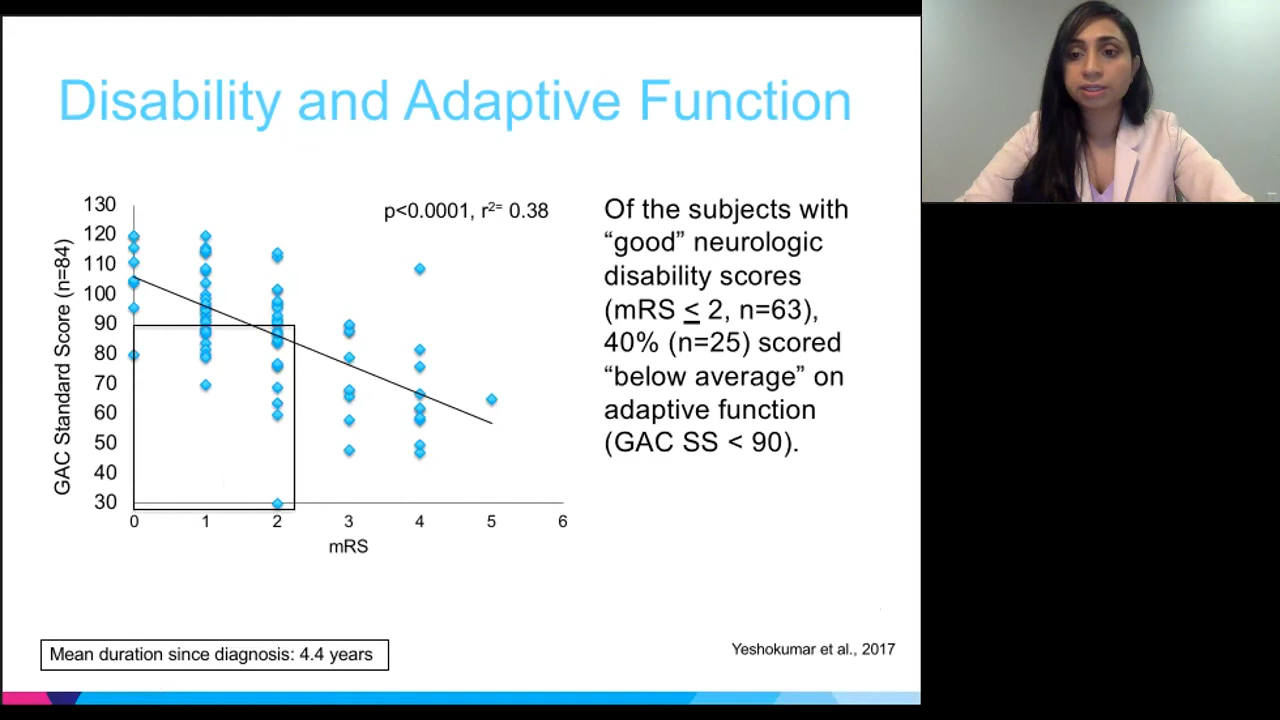 Disability and Adaptive Function
130
120
110
100
90
80
70
60
50
40
30
GAC Standard Score (n=84)
p<0.0001, r2= 0.38
0 1 2 3 4 5 6
mRS
Of the subjects with
“good” neurologic
disability scores
(mRS < 2, n=63),
40% (n=25) scored
“below average” on
adaptive function
(GAC SS < 90).
Mean duration since diagnosis: 4.4 years
Yeshokumar et al., 2017